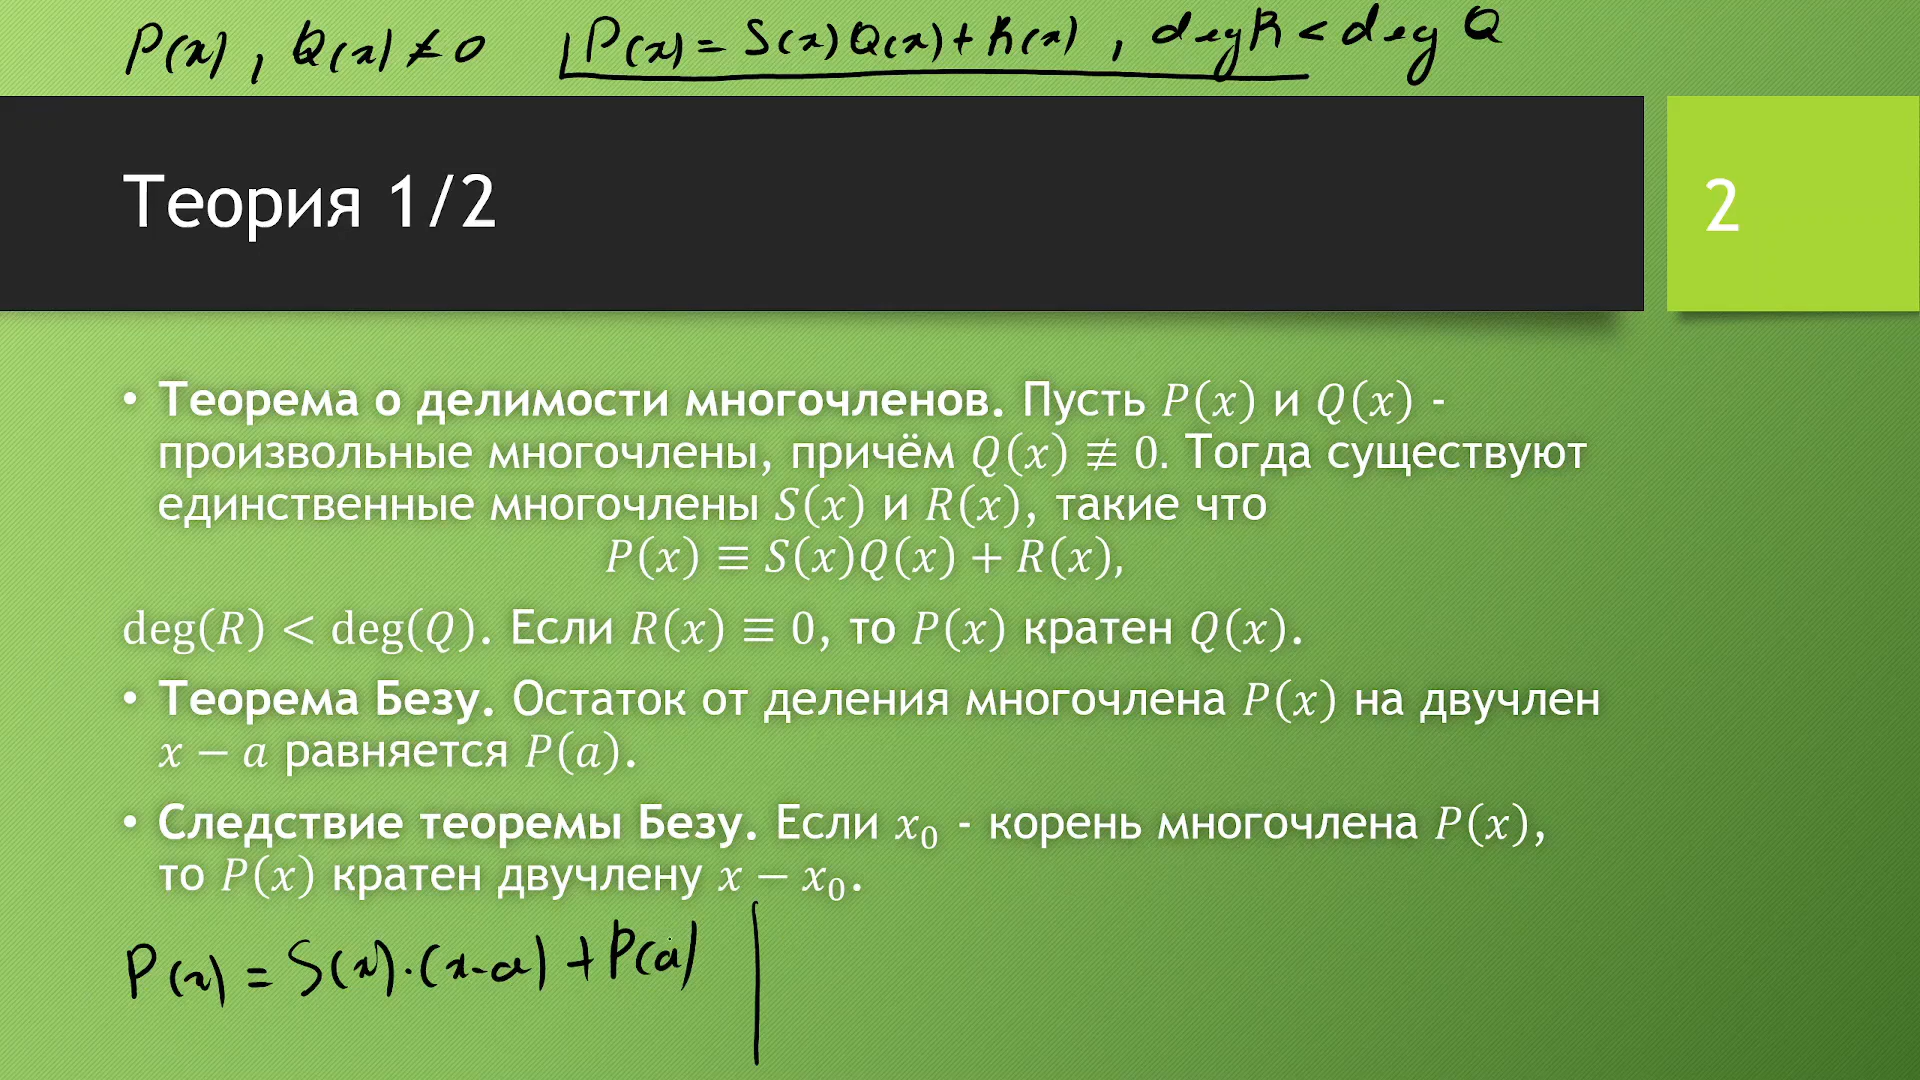 P(x), Q(x) ≠ 0 P(x) = S(x)Q(x) + R(x), deg R < deg Q
Теория 1/2
2
• Теорема о делимости многочленов. Пусть P(x) и Q(x) -
произвольные многочлены, причём Q(x) ≢ 0. Тогда существуют
единственные многочлены S(x) и R(x), такие что
P(x) ≡ S(x)Q(x) + R(x),
deg(R) < deg(Q). Если R(x) ≡ 0, то P(x) кратен Q(x).
• Теорема Безу. Остаток от деления многочлена P(x) на двучлен
x − a равняется P(a).
• Следствие теоремы Безу. Если x₀ - корень многочлена P(x),
то P(x) кратен двучлену x − x₀.
P(x) = S(x)·(x-a) + P(a)